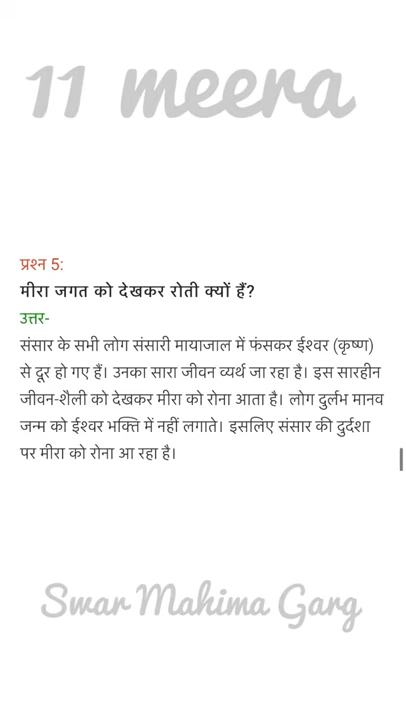 11 meera
प्रश्न 5:
मीरा जगत को देखकर रोती क्यों हैं?
उत्तर-
संसार के सभी लोग संसारी मायाजाल में फंसकर ईश्वर (कृष्ण)
से दूर हो गए हैं। उनका सारा जीवन व्यर्थ जा रहा है। इस सारहीन
जीवन-शैली को देखकर मीरा को रोना आता है। लोग दुर्लभ मानव
जन्म को ईश्वर भक्ति में नहीं लगाते। इसलिए संसार की दुर्दशा
पर मीरा को रोना आ रहा है।
Swar Mahima Garg